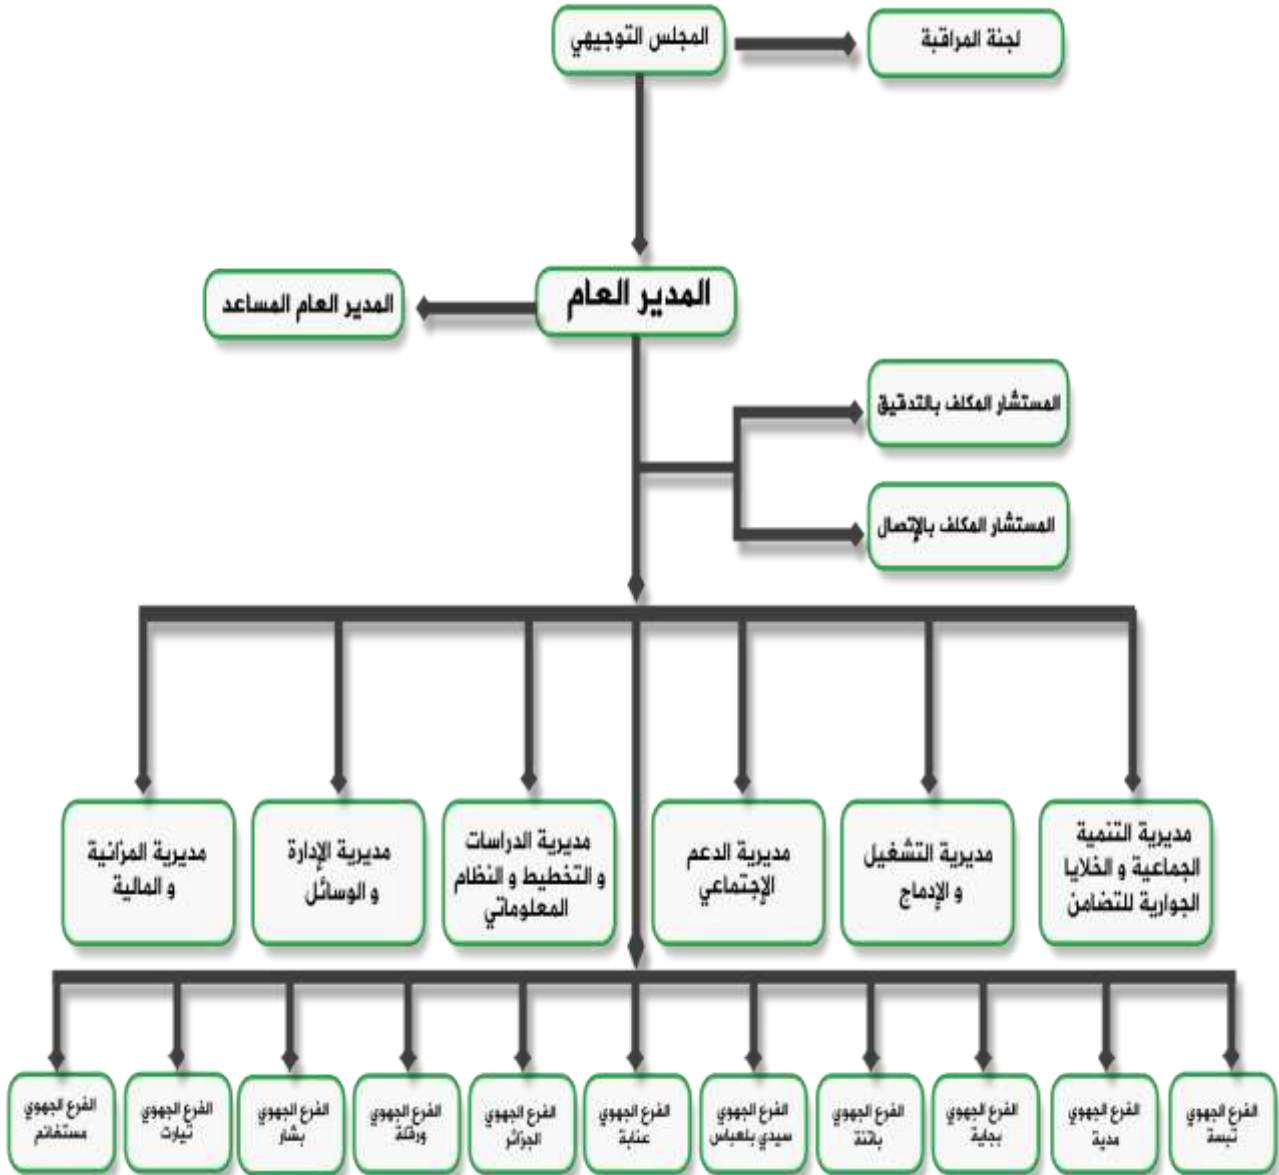 المجلس التوجيهي
لجنة المراقبة
المدير العام
المدير العام المساعد
المستشار المكلف بالتدقيق
المستشار المكلف بالإتصال
مديرية التنمية
الجماعية و الخلايا
الجوارية للتضامن
مديرية التشغيل
و الإدماج
مديرية الدعم
الإجتماعي
مديرية الدراسات
و التخطيط و النظام
المعلوماتي
مديرية الإدارة
و الوسائل
مديرية المزانية
و المالية
الفرع الجهوي
تبسة
الفرع الجهوي
مدية
الفرع الجهوي
بجاية
الفرع الجهوي
باتنة
الفرع الجهوي
سيدي بلعباس
الفرع الجهوي
عنابة
الفرع الجهوي
الجزائر
الفرع الجهوي
ورقلة
الفرع الجهوي
بشار
الفرع الجهوي
تيارت
الفرع الجهوي
مستغانم